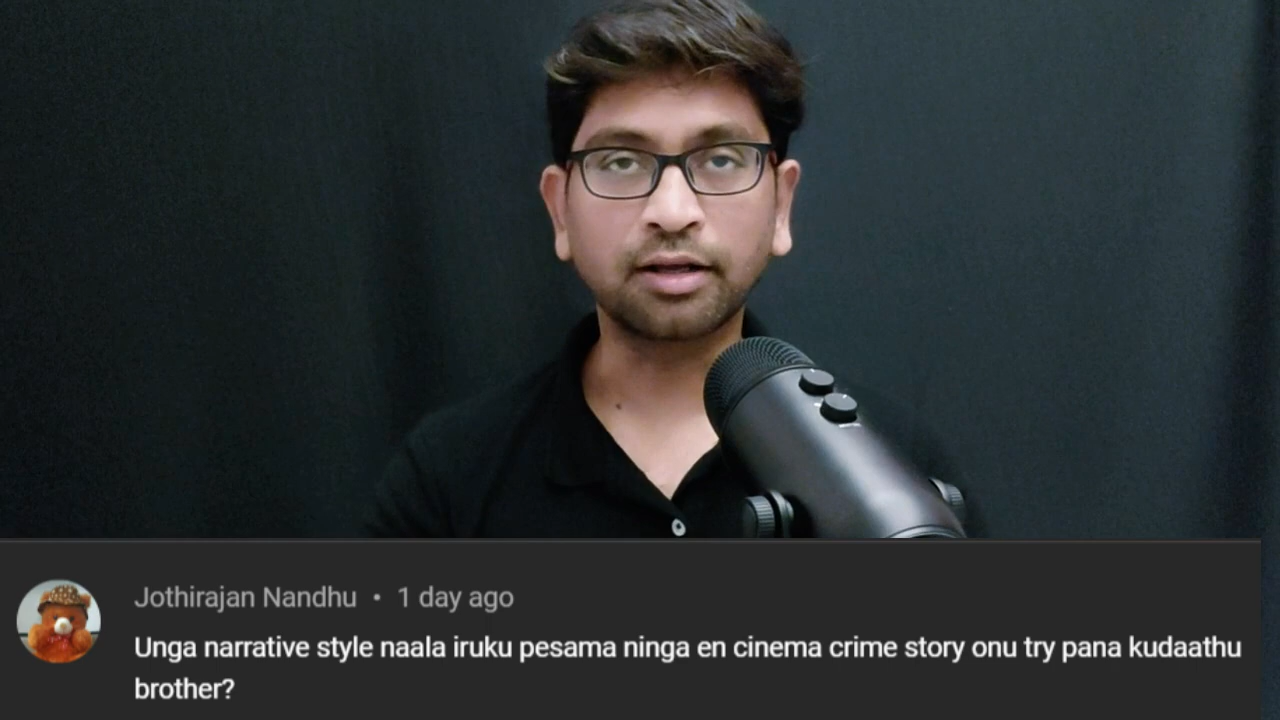 Jothirajan Nandhu • 1 day ago
Unga narrative style naala iruku pesama ninga en cinema crime story onu try pana kudaathu
brother?